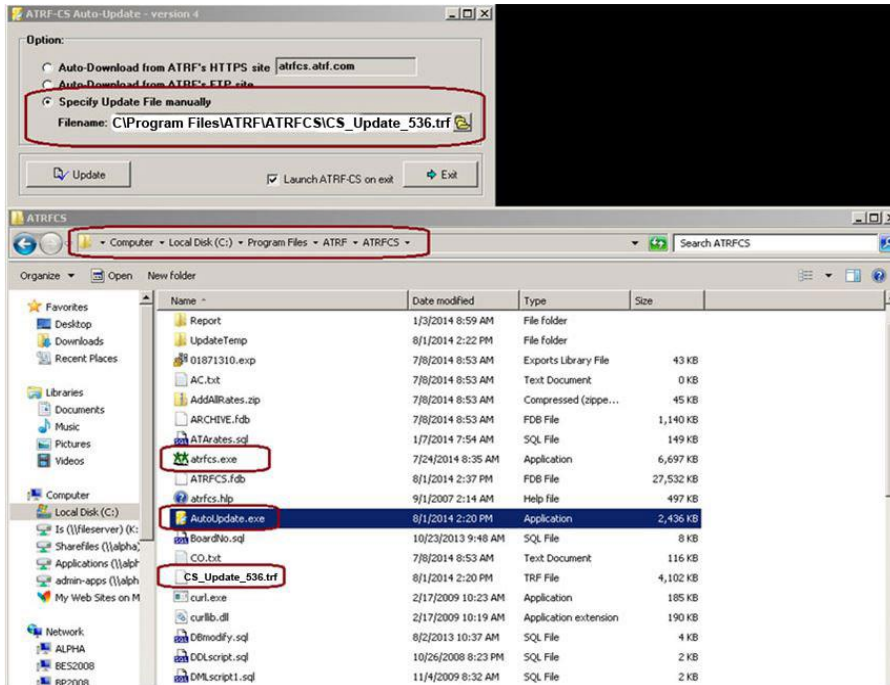 ATRF-CS Auto-Update - version 4
Option:
Auto-Download from ATRF's HTTPS site atrfcs.atrf.com
Auto-Download from ATRF's FTP site
Specify Update File manually
Filename: C\Program Files\ATRF\ATRFCS\CS_Update_536.trf
Update
Launch ATRF-CS on exit
Exit
ATRFCS
Computer Local Disk (C:) Program Files ATRF ATRFCS
Search ATRFCS
Organize Open New folder
Favorites
Desktop
Downloads
Recent Places
Libraries
Documents
Music
Pictures
Videos
Computer
Local Disk (C:)
Is (\\fileserver) (K:
Sharefiles (\\alpha)
Applications (\\alph
admin-apps (\\alph
My Web Sites on M
Network
ALPHA
BES2008
BP2008
Name Date modified Type Size
Report 1/3/2014 8:59 AM File folder
UpdateTemp 8/1/2014 2:22 PM File folder
01871310.exp 7/8/2014 8:53 AM Exports Library File 43 KB
AC.txt 7/8/2014 8:53 AM Text Document 0 KB
AddAllRates.zip 7/8/2014 8:53 AM Compressed (zippe... 45 KB
ARCHIVE.fdb 7/8/2014 8:53 AM FDB File 1,140 KB
ATArates.sql 1/7/2014 7:54 AM SQL File 149 KB
atrfcs.exe 7/24/2014 8:35 AM Application 6,697 KB
ATRFCS.fdb 8/1/2014 2:37 PM FDB File 27,532 KB
atrfcs.hlp 9/1/2007 2:14 AM Help file 497 KB
AutoUpdate.exe 8/1/2014 2:20 PM Application 2,436 KB
BoardNo.sql 10/23/2013 9:48 AM SQL File 8 KB
CO.txt 7/8/2014 8:53 AM Text Document 116 KB
CS_Update_536.trf 8/1/2014 2:20 PM TRF File 4,102 KB
curl.exe 2/17/2009 10:23 AM Application 185 KB
curllib.dll 2/17/2009 10:19 AM Application extension 190 KB
DBmodify.sql 8/2/2013 10:37 AM SQL File 4 KB
DDLscript.sql 10/26/2008 8:23 PM SQL File 2 KB
DMLscript1.sql 11/4/2009 8:32 AM SQL File 2 KB